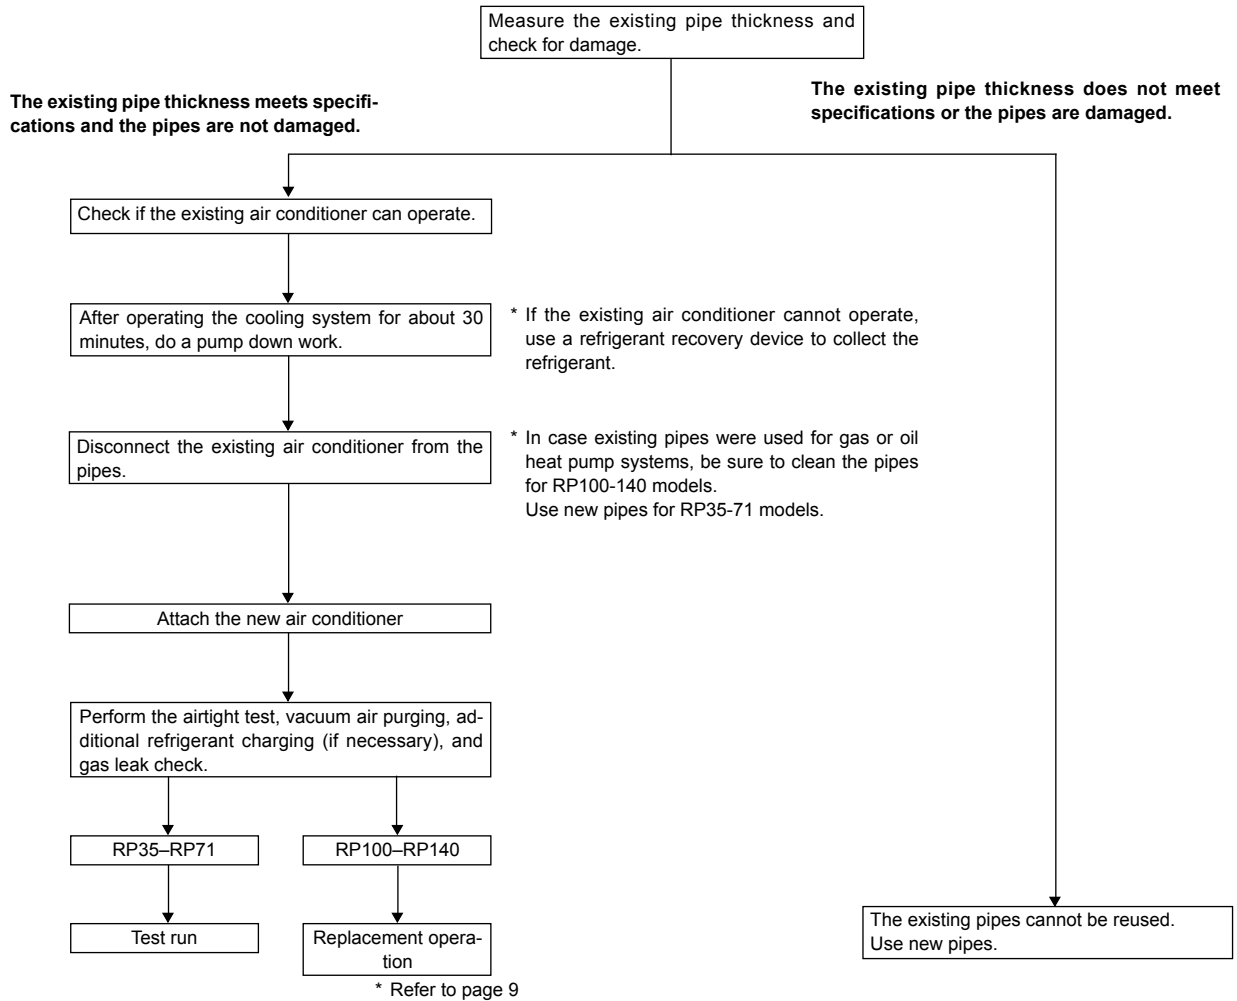 Measure the existing pipe thickness and
check for damage.
The existing pipe thickness meets specifi-
cations and the pipes are not damaged.
The existing pipe thickness does not meet
specifications or the pipes are damaged.
Check if the existing air conditioner can operate.
After operating the cooling system for about 30
minutes, do a pump down work.
* If the existing air conditioner cannot operate,
use a refrigerant recovery device to collect the
refrigerant.
Disconnect the existing air conditioner from the
pipes.
* In case existing pipes were used for gas or oil
heat pump systems, be sure to clean the pipes
for RP100-140 models.
Use new pipes for RP35-71 models.
Attach the new air conditioner
Perform the airtight test, vacuum air purging, ad-
ditional refrigerant charging (if necessary), and
gas leak check.
RP35–RP71
RP100–RP140
Test run
Replacement opera-
tion
* Refer to page 9
The existing pipes cannot be reused.
Use new pipes.